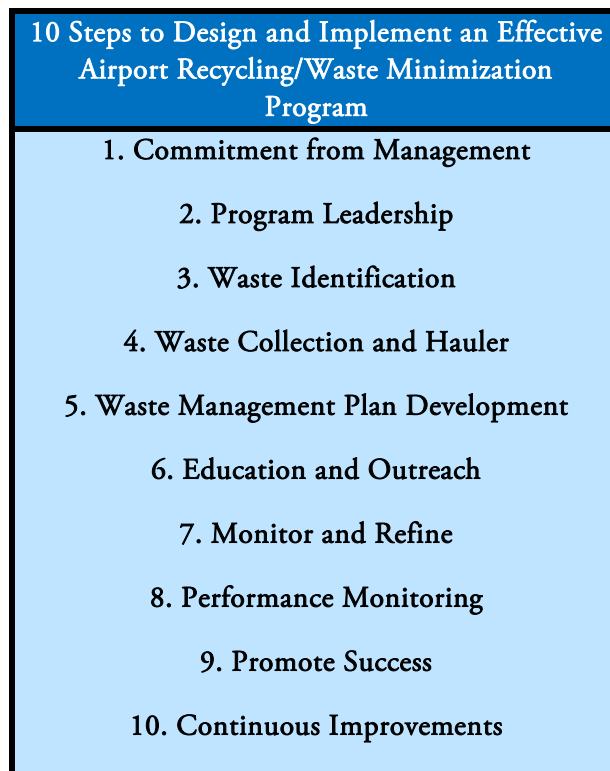 10 Steps to Design and Implement an Effective
Airport Recycling/Waste Minimization
Program
1. Commitment from Management
2. Program Leadership
3. Waste Identification
4. Waste Collection and Hauler
5. Waste Management Plan Development
6. Education and Outreach
7. Monitor and Refine
8. Performance Monitoring
9. Promote Success
10. Continuous Improvements